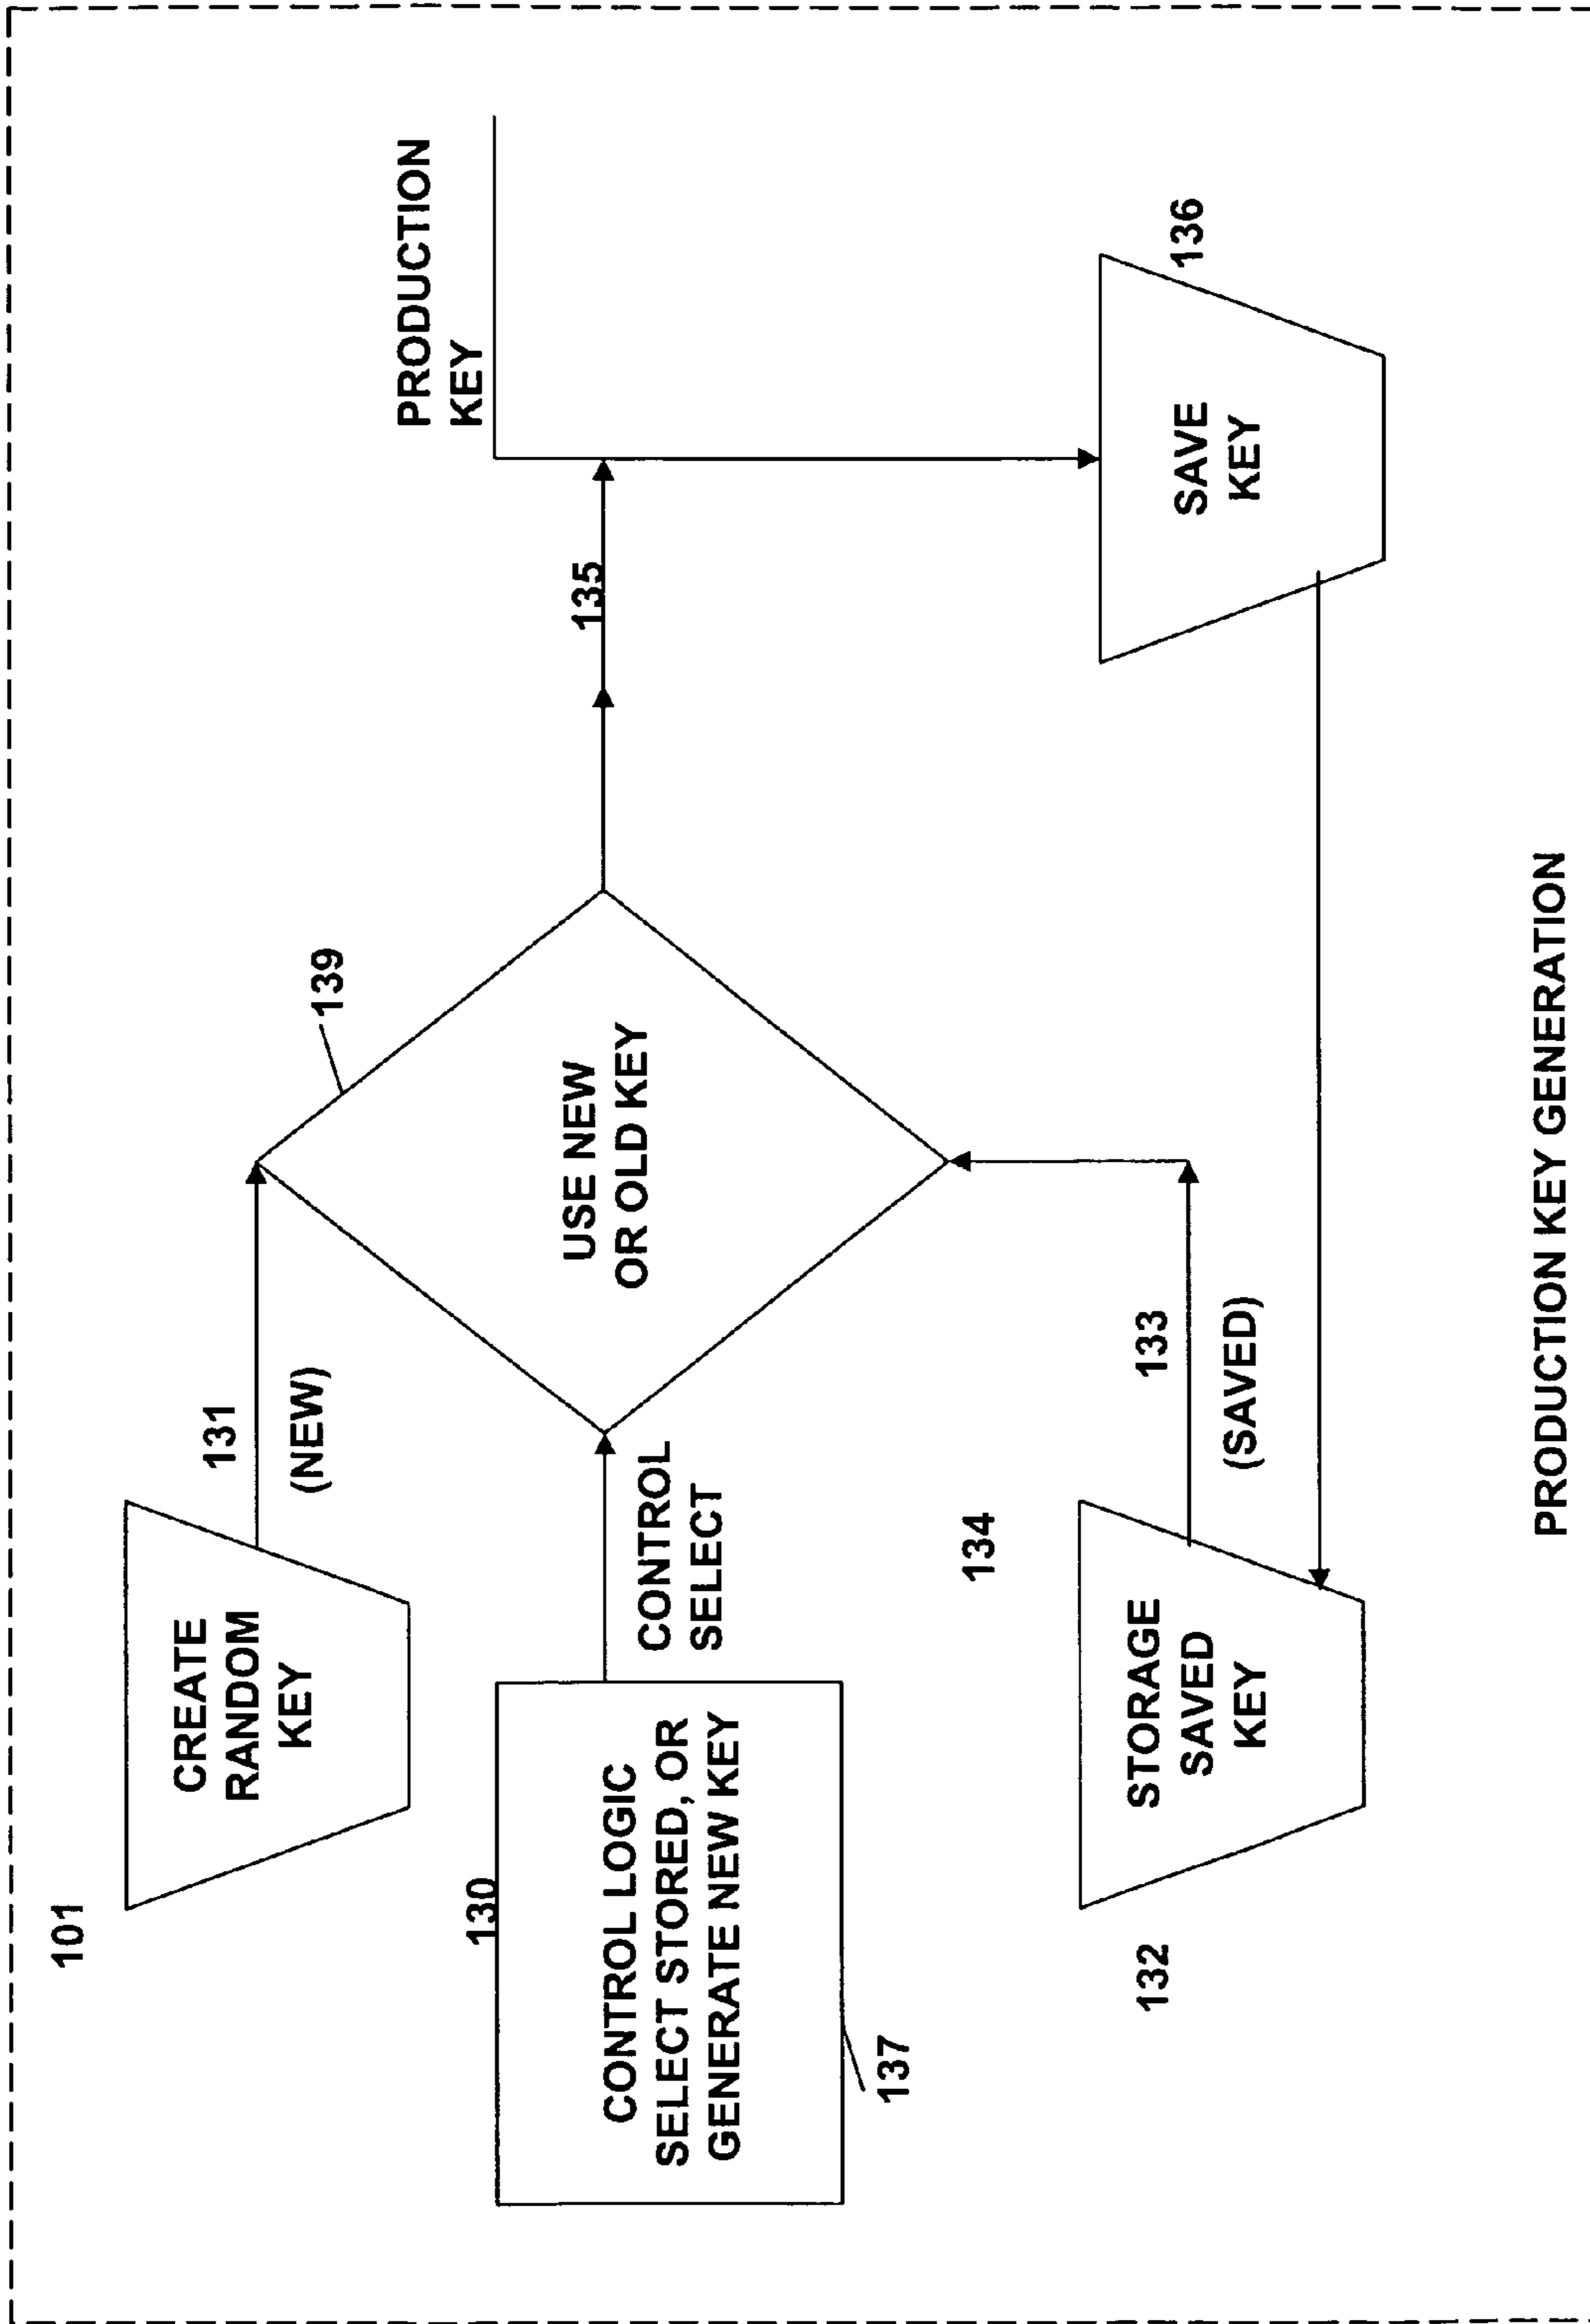 101
CREATE
RANDOM
KEY
131
(NEW)
139
PRODUCTION
KEY
130
CONTROL LOGIC
SELECT STORED, OR
GENERATE NEW KEY
137
CONTROL
SELECT
USE NEW
OR OLD KEY
135
134
132
STORAGE
SAVED
KEY
133
(SAVED)
SAVE
KEY
136
PRODUCTION KEY GENERATION